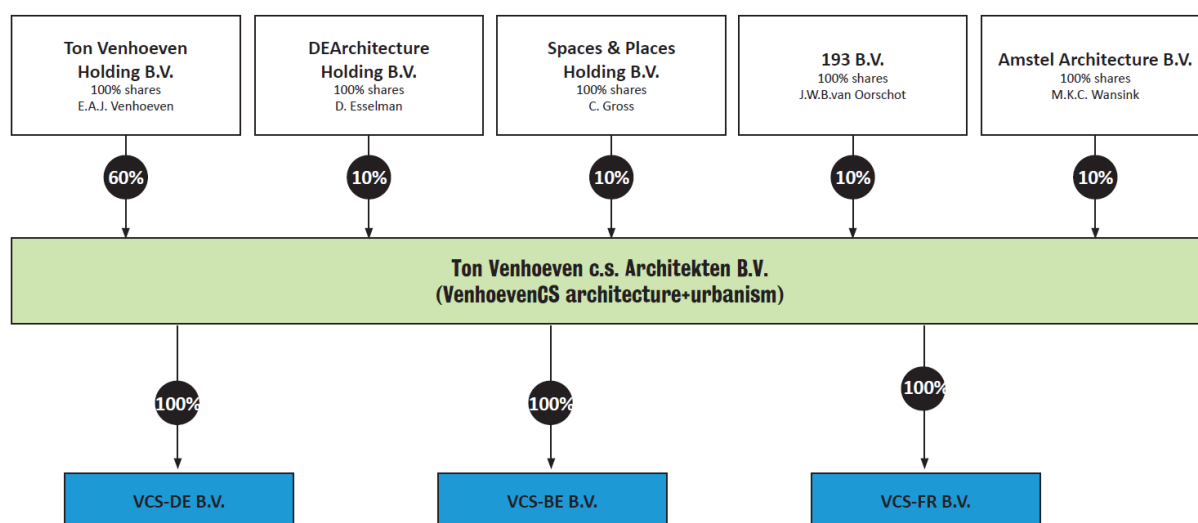 Ton Venhoeven
Holding B.V.
100% shares
E.A.J. Venhoeven
DEArchitecture
Holding B.V.
100% shares
D. Esselman
Spaces & Places
Holding B.V.
100% shares
C. Gross
193 B.V.
100% shares
J.W.B.van Oorschot
Amstel Architecture B.V.
100% shares
M.K.C. Wansink
60%
10%
10%
10%
10%
Ton Venhoeven c.s. Architekten B.V.
(VenhoevenCS architecture+urbanism)
100%
100%
100%
VCS-DE B.V.
VCS-BE B.V.
VCS-FR B.V.